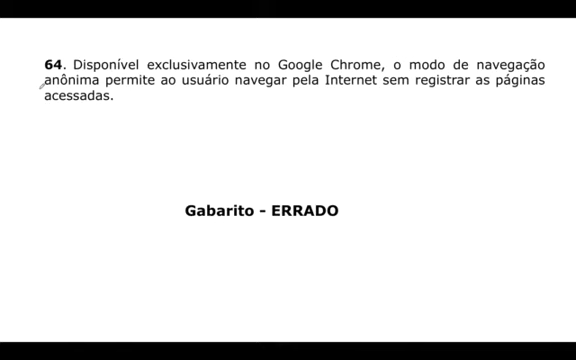 64. Disponível exclusivamente no Google Chrome, o modo de navegação
anônima permite ao usuário navegar pela Internet sem registrar as páginas
acessadas.
Gabarito - ERRADO